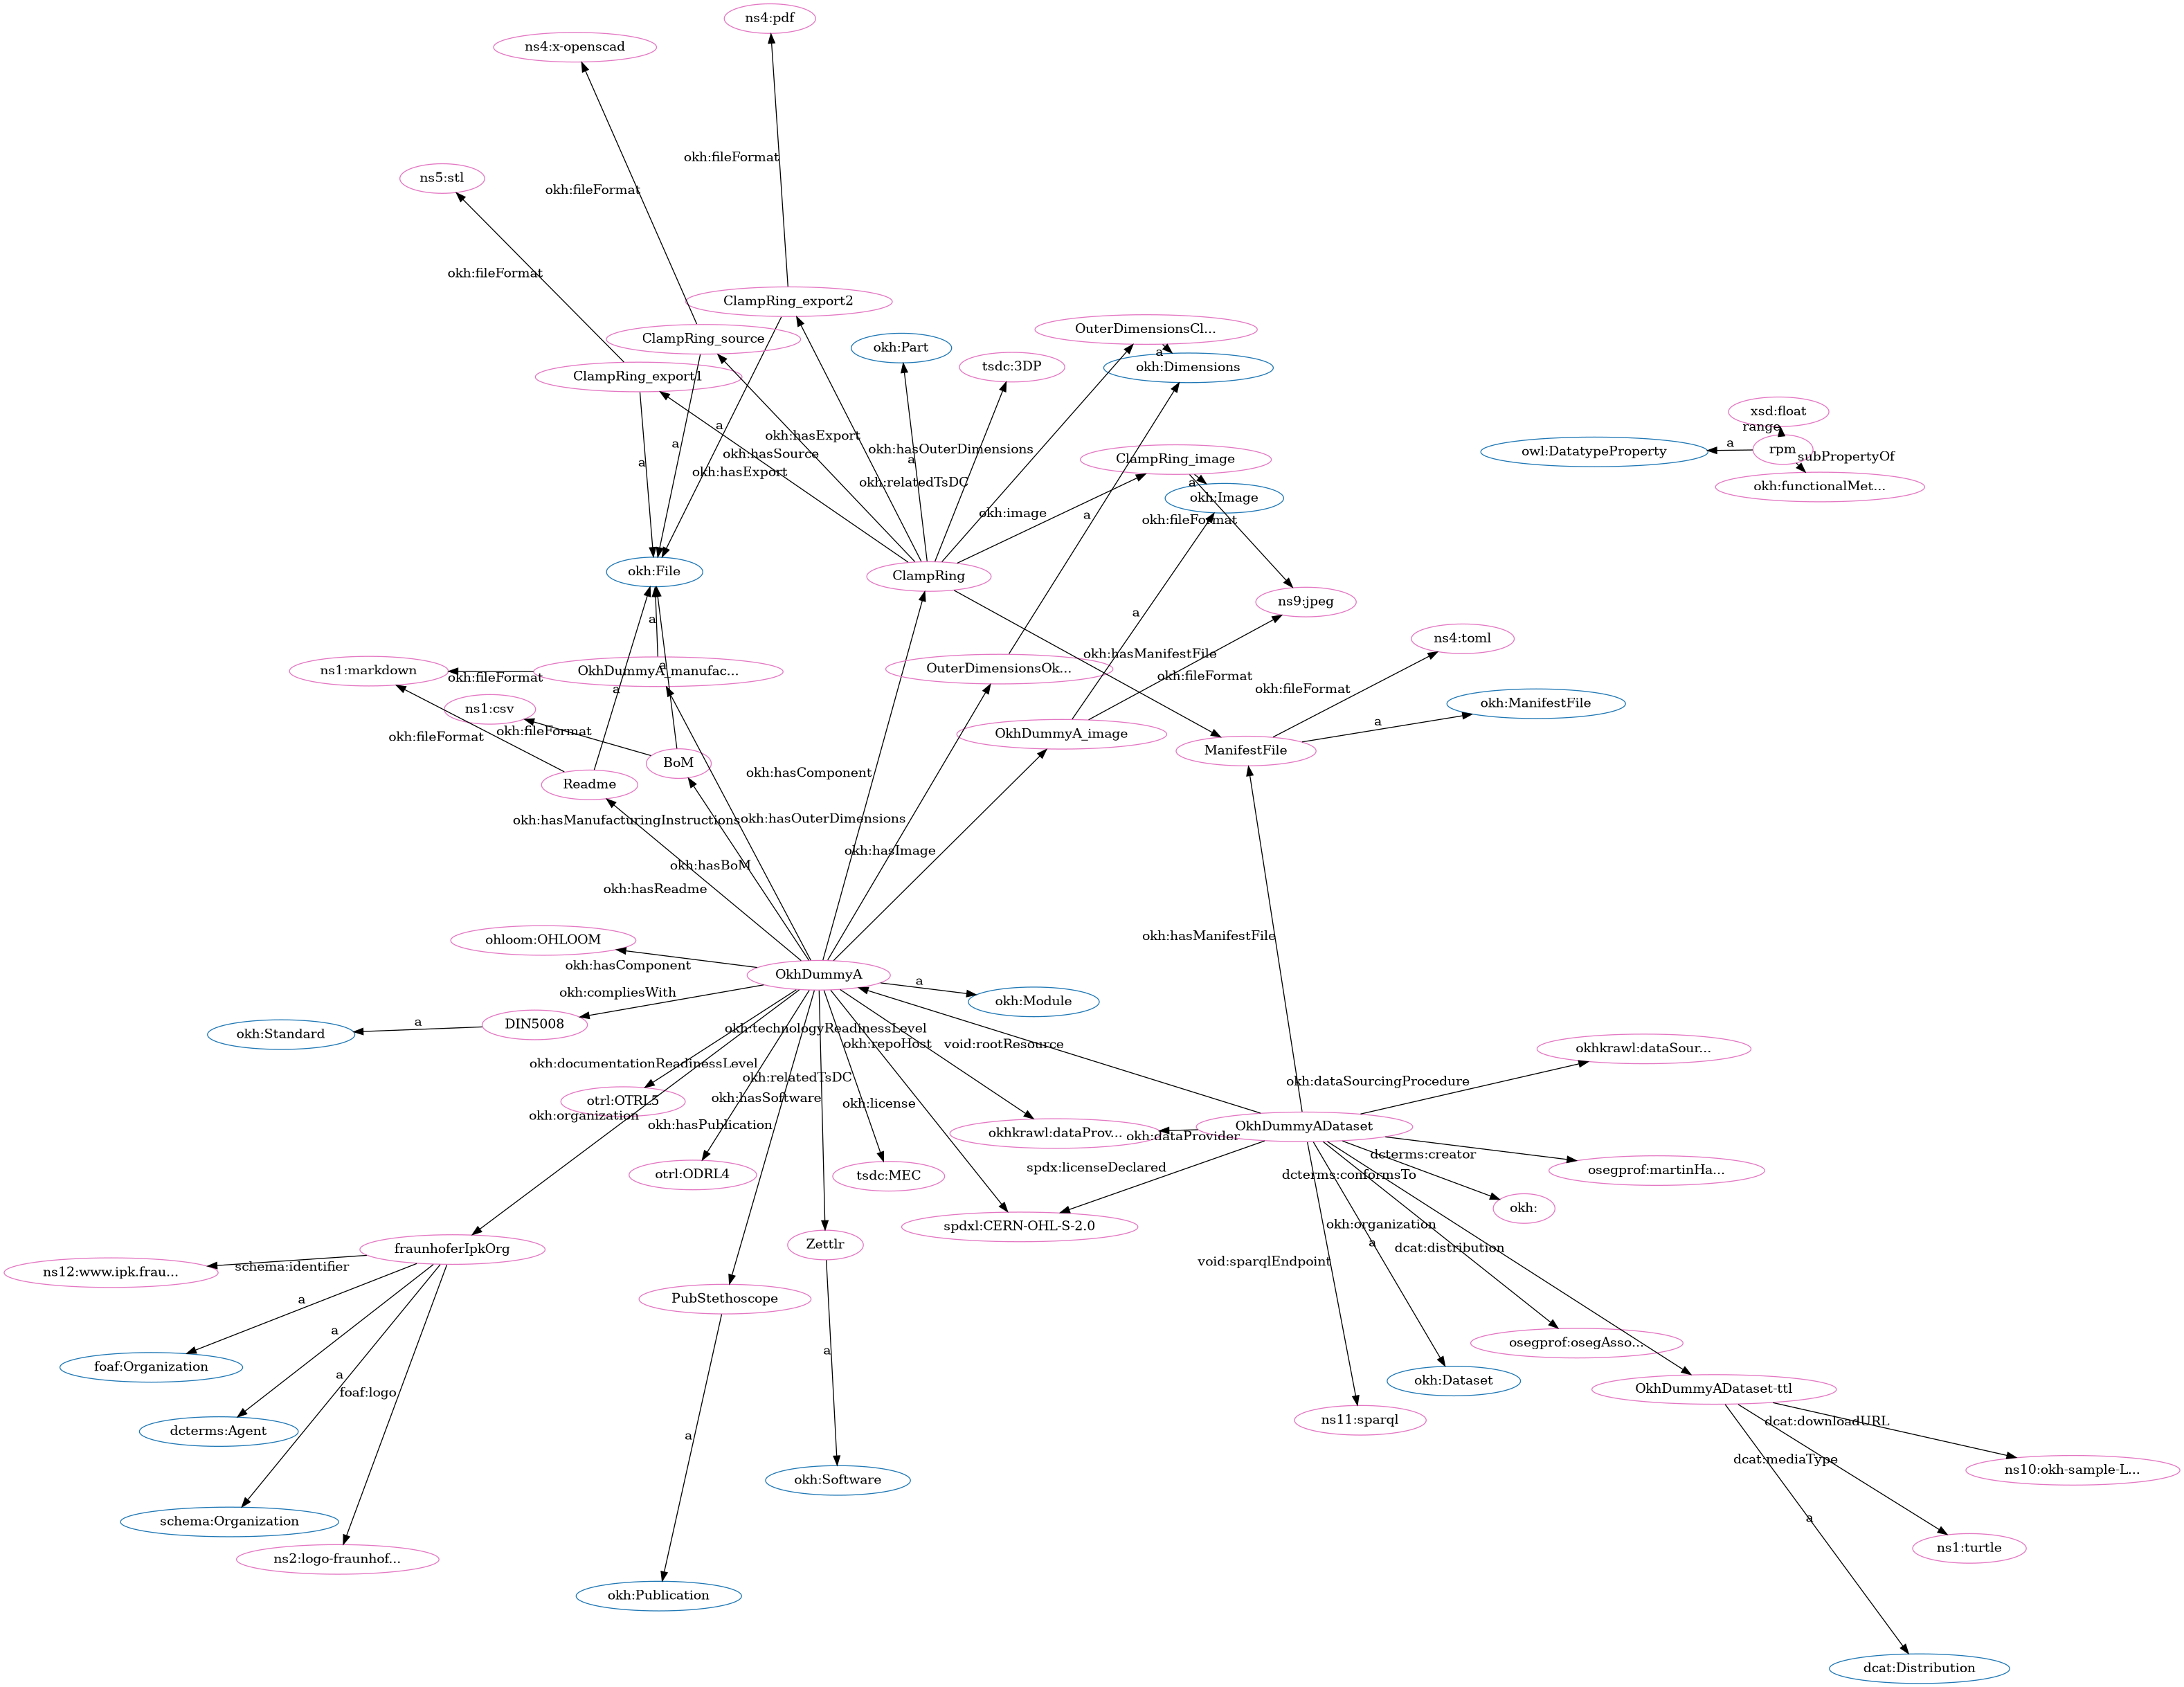 ns4:pdf
ns4:x-openscad
okh:fileFormat
ns5:stl
okh:fileFormat
okh:fileFormat
ClampRing_export2
OuterDimensionsCl...
ClampRing_source
okh:Part
a
tsdc:3DP
okh:Dimensions
ClampRing_export1
xsd:float
range
a
okh:hasExport
a
a
rpm
okh:hasOuterDimensions
owl:DatatypeProperty
okh:hasSource
subPropertyOf
a
ClampRing_image
a
okh:hasExport
okh:relatedTsDC
a
okh:functionalMet...
okh:Image
okh:image
a
okh:fileFormat
okh:File
ClampRing
ns9:jpeg
a
a
ns4:toml
okh:hasManifestFile
a
ns1:markdown
OkhDummyA_manufac...
OuterDimensionsOk...
okh:fileFormat
okh:fileFormat
a
okh:fileFormat
okh:ManifestFile
ns1:csv
a
okh:fileFormat
okh:fileFormat
OkhDummyA_image
ManifestFile
BoM
okh:hasComponent
Readme
okh:hasManufacturingInstructions
okh:hasOuterDimensions
okh:hasImage
okh:hasBoM
okh:hasReadme
okh:hasManifestFile
ohloom:OHLOOM
okh:hasComponent
OkhDummyA
a
okh:compliesWith
okh:Module
okh:Standard
a
DIN5008
okh:technologyReadinessLevel
okh:repoHost
void:rootResource
okhkrawl:dataSour...
okh:documentationReadinessLevel
okh:relatedTsDC
okh:dataSourcingProcedure
otrl:OTRL5
okh:hasSoftware
okh:license
okh:organization
okh:hasPublication
okhkrawl:dataProv...
okh:dataProvider
OkhDummyADataset
dcterms:creator
spdx:licenseDeclared
dcterms:conformsTo
osegprof:martinHa...
otrl:ODRL4
tsdc:MEC
okh:
spdxl:CERN-OHL-S-2.0
okh:organization
a
fraunhoferIpkOrg
Zettlr
dcat:distribution
void:sparqlEndpoint
ns12:www.ipk.frau...
schema:identifier
a
PubStethoscope
a
osegprof:osegAsso...
a
foaf:Organization
a
foaf:logo
okh:Dataset
OkhDummyADataset-ttl
ns11:sparql
dcat:downloadURL
dcterms:Agent
a
dcat:mediaType
ns10:okh-sample-L...
okh:Software
schema:Organization
a
ns1:turtle
ns2:logo-fraunhof...
okh:Publication
dcat:Distribution